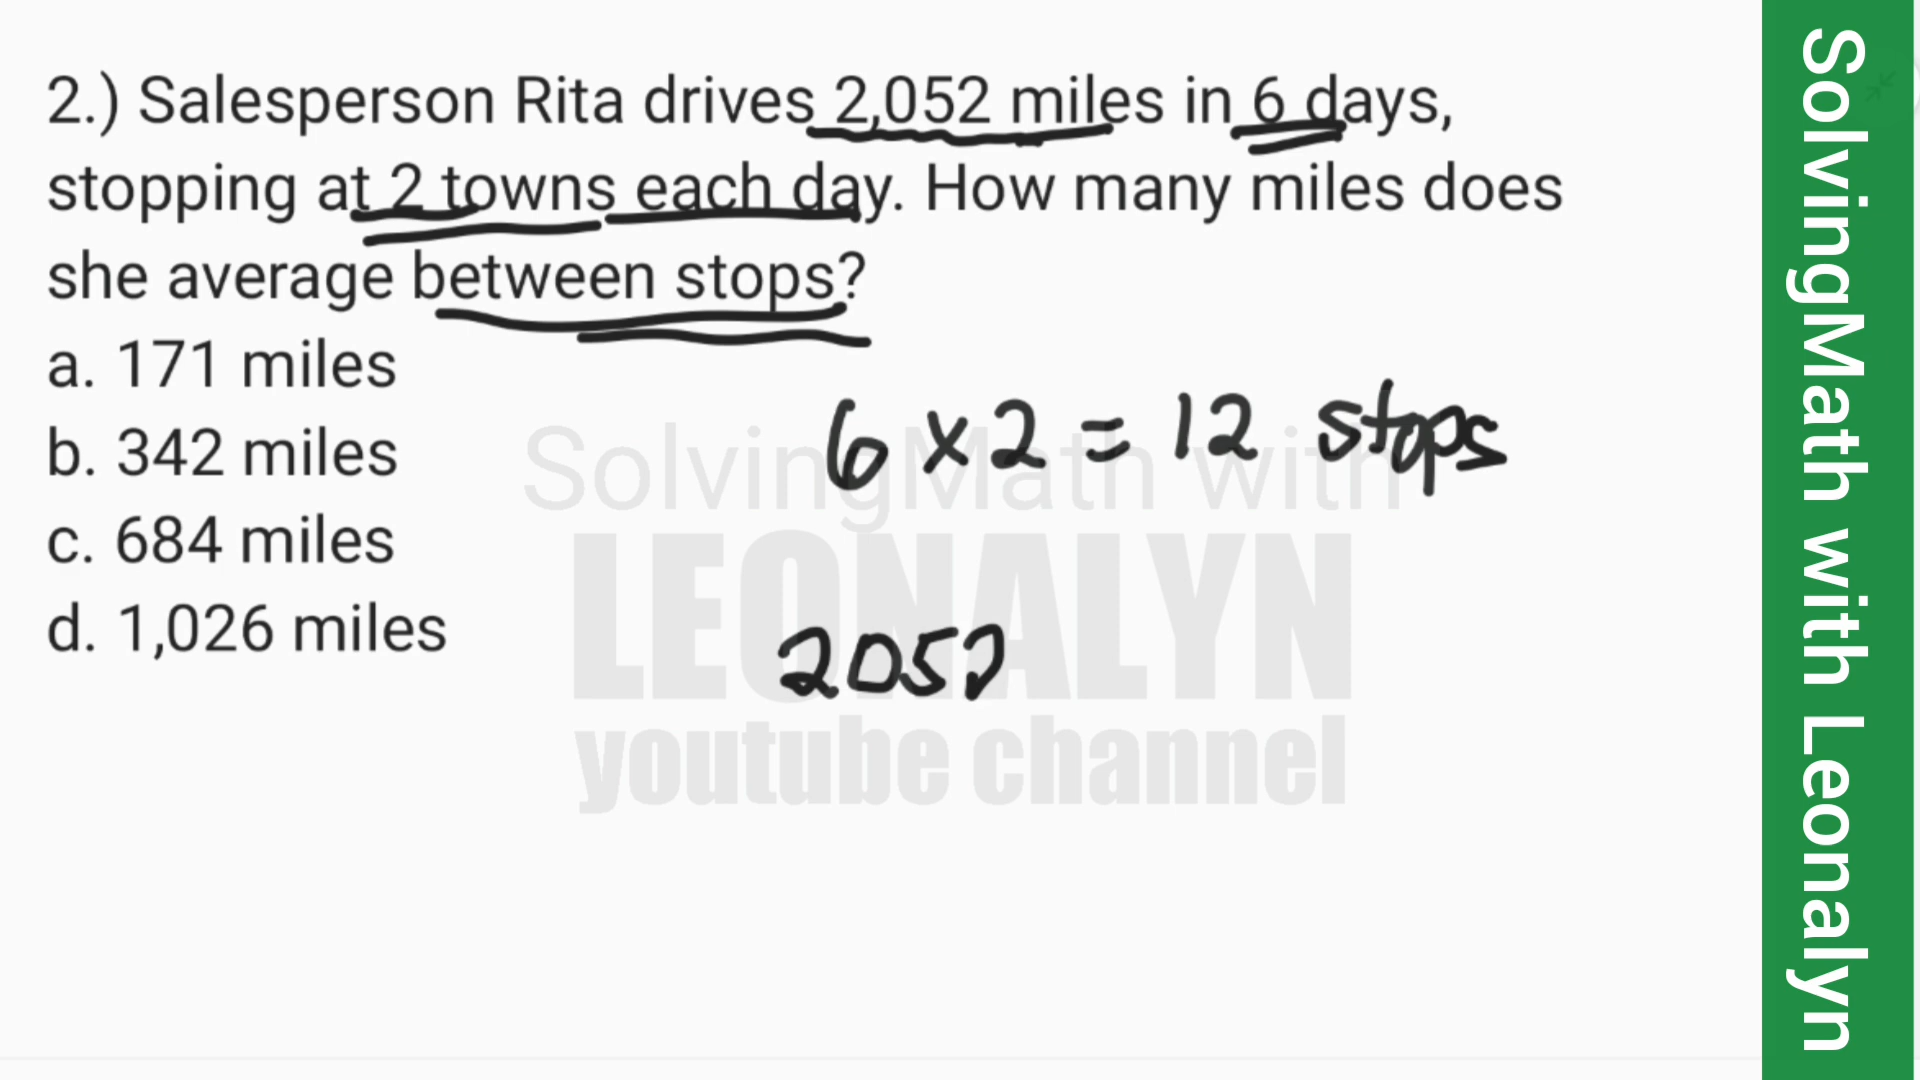 2.) Salesperson Rita drives 2,052 miles in 6 days,
stopping at 2 towns each day. How many miles does
she average between stops?
a. 171 miles
b. 342 miles
c. 684 miles
d. 1,026 miles
6 x 2 = 12 stops
2052
SolvingMath with
LEONALYN
youtube channel
SolvingMath with Leonalyn